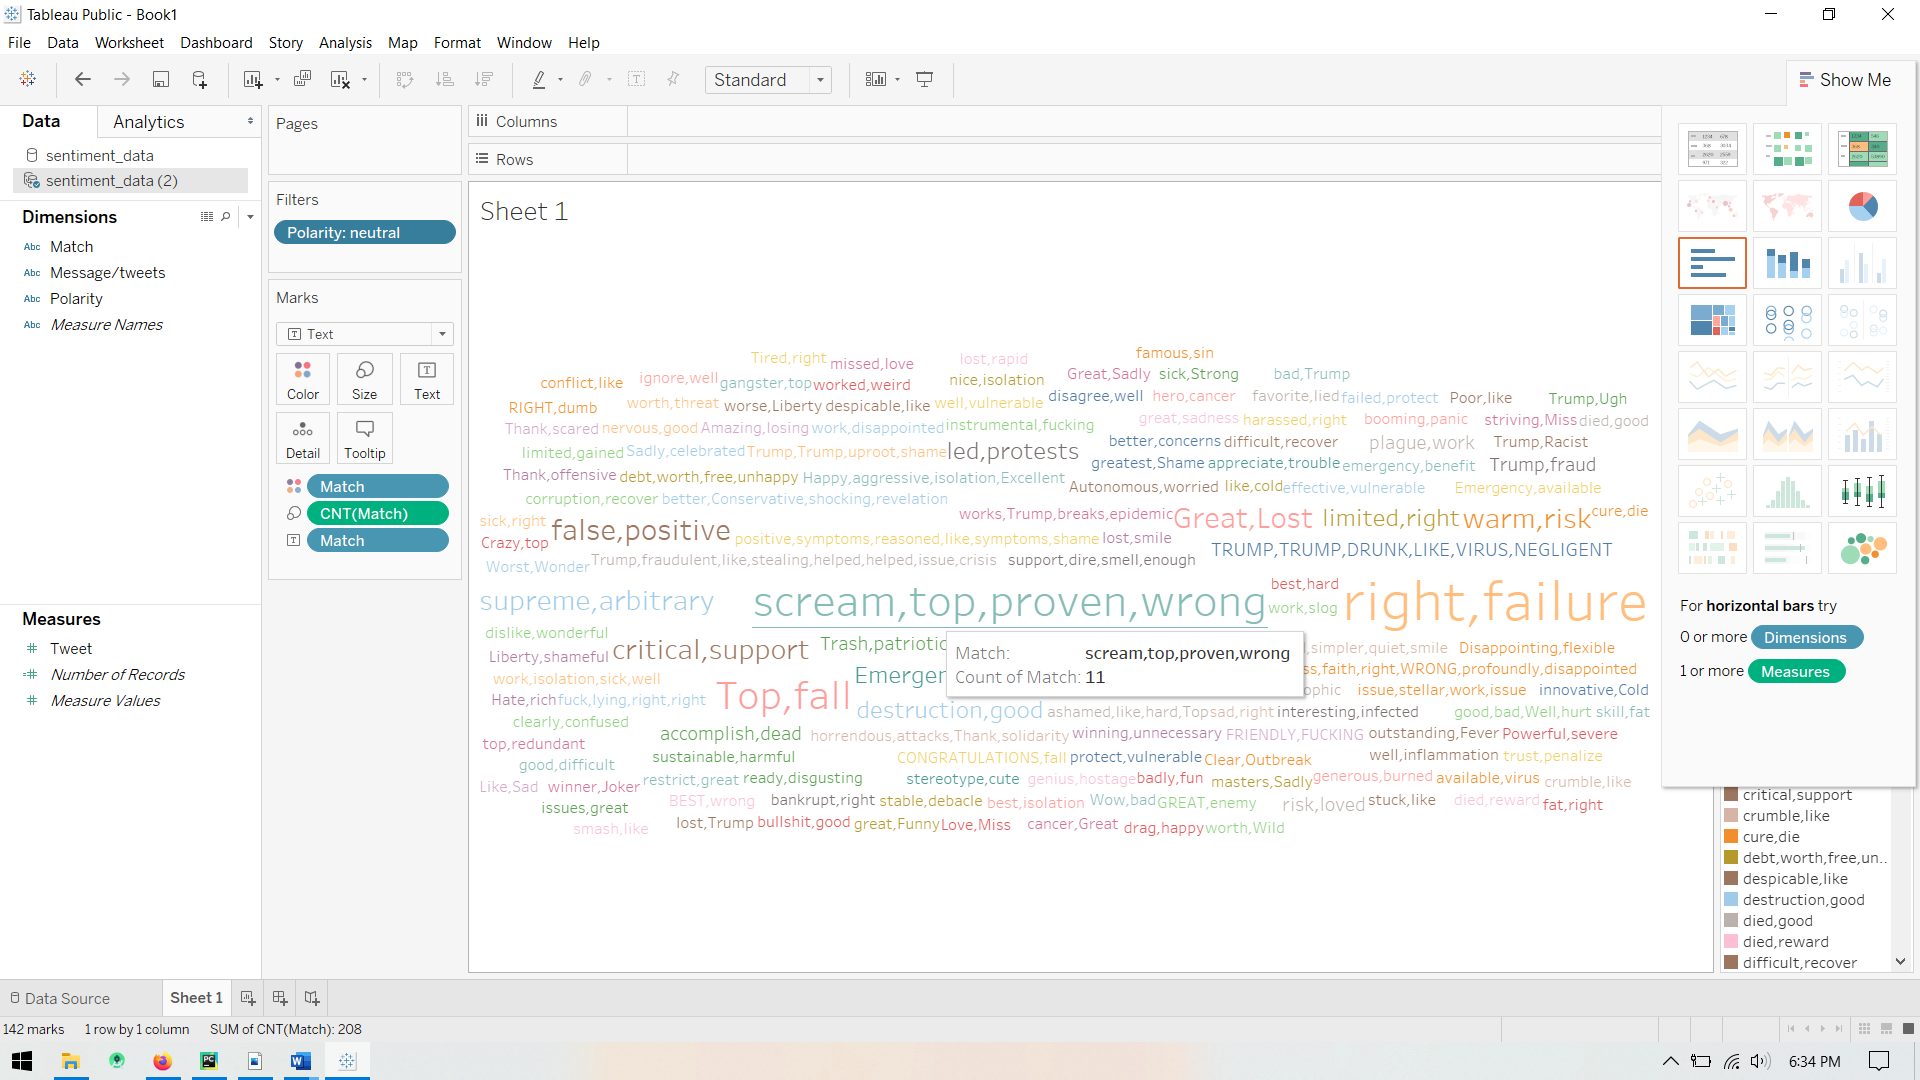 Tableau Public - Book1
File Data Worksheet Dashboard Story Analysis Map Format Window Help
Standard
Show Me
Data Analytics
sentiment_data
sentiment_data (2)
Dimensions
Abc Match
Abc Message/tweets
Abc Polarity
Abc Measure Names
Measures
# Tweet
# Number of Records
# Measure Values
Pages
Filters
Polarity: neutral
Marks
Text
Color Size Text
Detail Tooltip
Match
CNT(Match)
Match
Columns
Rows
Sheet 1
Tired,right missed,love lost,rapid famous,sin
conflict,like ignore,well gangster,top worked,weird nice,isolation Great,Sadly sick,Strong bad,Trump
RIGHT,dumb worth,threat worse,Liberty despicable,like well,vulnerable disagree,well hero,cancer favorite,lied failed,protect Poor,like Trump,Ugh
Thank,scared nervous,good Amazing,losing work,disappointed instrumental,fucking great,sadness harassed,right booming,panic striving,Miss died,good
limited,gained Sadly,celebrated Trump,Trump,uproot,shame led,protests better,concerns difficult,recover plague,work Trump,Racist
Thank,offensive debt,worth,free,unhappy Happy,aggressive,isolation,Excellent greatest,Shame appreciate,trouble emergency,benefit Trump,fraud
corruption,recover better,Conservative,shocking,revelation Autonomous,worried like,cold effective,vulnerable Emergency,available
sick,right false,positive works,Trump,breaks,epidemic Great,Lost limited,right warm,risk cure,die
Crazy,top positive,symptoms,reasoned,like,symptoms,shame lost,smile
Worst,Wonder Trump,fraudulent,like,stealing,helped,helped,issue,crisis support,dire,smell,enough TRUMP,TRUMP,DRUNK,LIKE,VIRUS,NEGLIGENT
supreme,arbitrary scream,top,proven,wrong best,hard right,failure
work,slog
dislike,wonderful critical,support Trash,patriotic simpler,quiet,smile Disappointing,flexible
Liberty,shameful faith,right,WRONG,profoundly,disappointed
work,isolation,sick,well Emerger
Match: scream,top,proven,wrong
Count of Match: 11
Hate,rich fuck,lying,right,right Top,fall issue,stellar,work,issue innovative,Cold
clearly,confused destruction,good ashamed,like,hard,Top sad,right interesting,infected good,bad,Well,hurt skill,fat
top,redundant accomplish,dead horrendous,attacks,Thank,solidarity winning,unnecessary FRIENDLY,FUCKING outstanding,Fever Powerful,severe
good,difficult sustainable,harmful CONGRATULATIONS,fall protect,vulnerable Clear,Outbreak well,inflammation trust,penalize
Like,Sad winner,Joker restrict,great ready,disgusting stereotype,cute genius,hostage badly,fun masters,Sadly generous,burned available,virus crumble,like
issues,great BEST,wrong bankrupt,right stable,debacle best,isolation Wow,bad GREAT,enemy risk,loved stuck,like died,reward fat,right
smash,like lost,Trump bullshit,good great,Funny Love,Miss cancer,Great drag,happy worth,Wild
For horizontal bars try
0 or more Dimensions
1 or more Measures
critical,support
crumble,like
cure,die
debt,worth,free,un..
despicable,like
destruction,good
died,good
died,reward
difficult,recover
Data Source Sheet 1
142 marks 1 row by 1 column SUM of CNT(Match): 208
6:34 PM